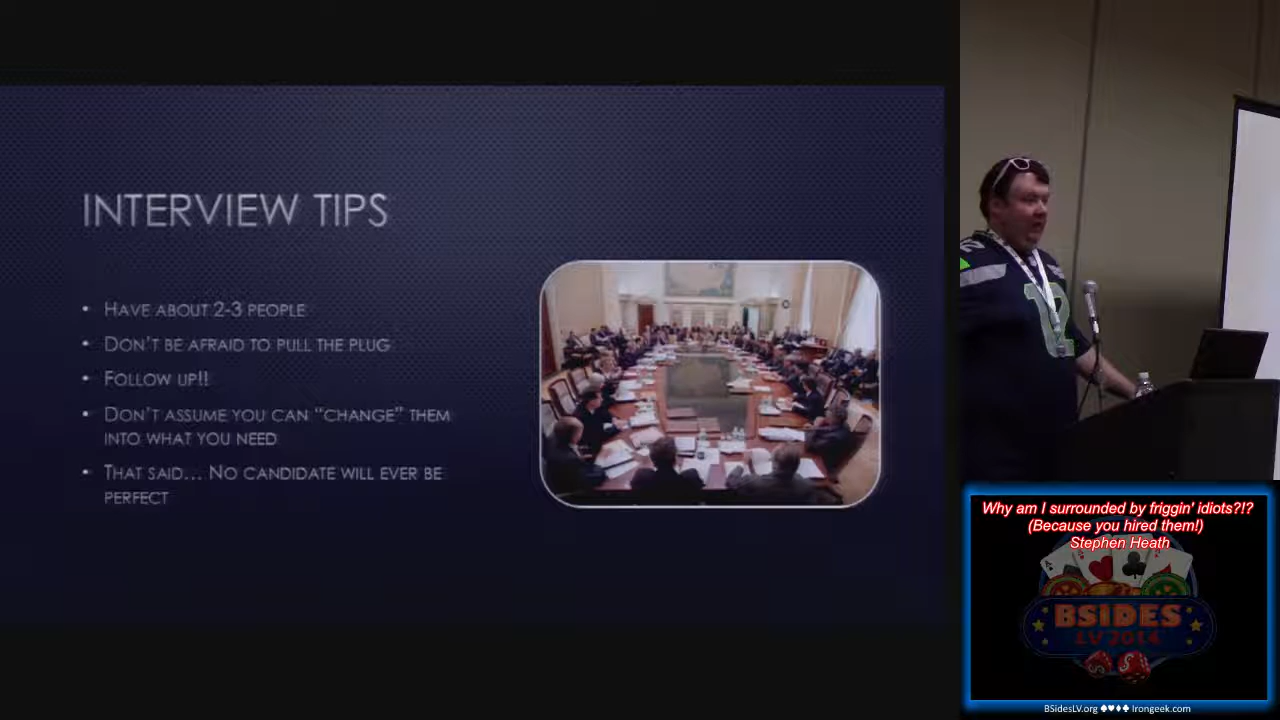 INTERVIEW TIPS
• HAVE ABOUT 2-3 PEOPLE
• DON'T BE AFRAID TO PULL THE PLUG
• FOLLOW UP!!
• DON'T ASSUME YOU CAN “CHANGE” THEM
INTO WHAT YOU NEED
• THAT SAID... NO CANDIDATE WILL EVER BE
PERFECT
12
Why am I surrounded by friggin' idiots?!?
(Because you hired them!)
Stephen Heath
BSIDES
LV 2014
BSidesLV.org ♠♥♦♣ Irongeek.com